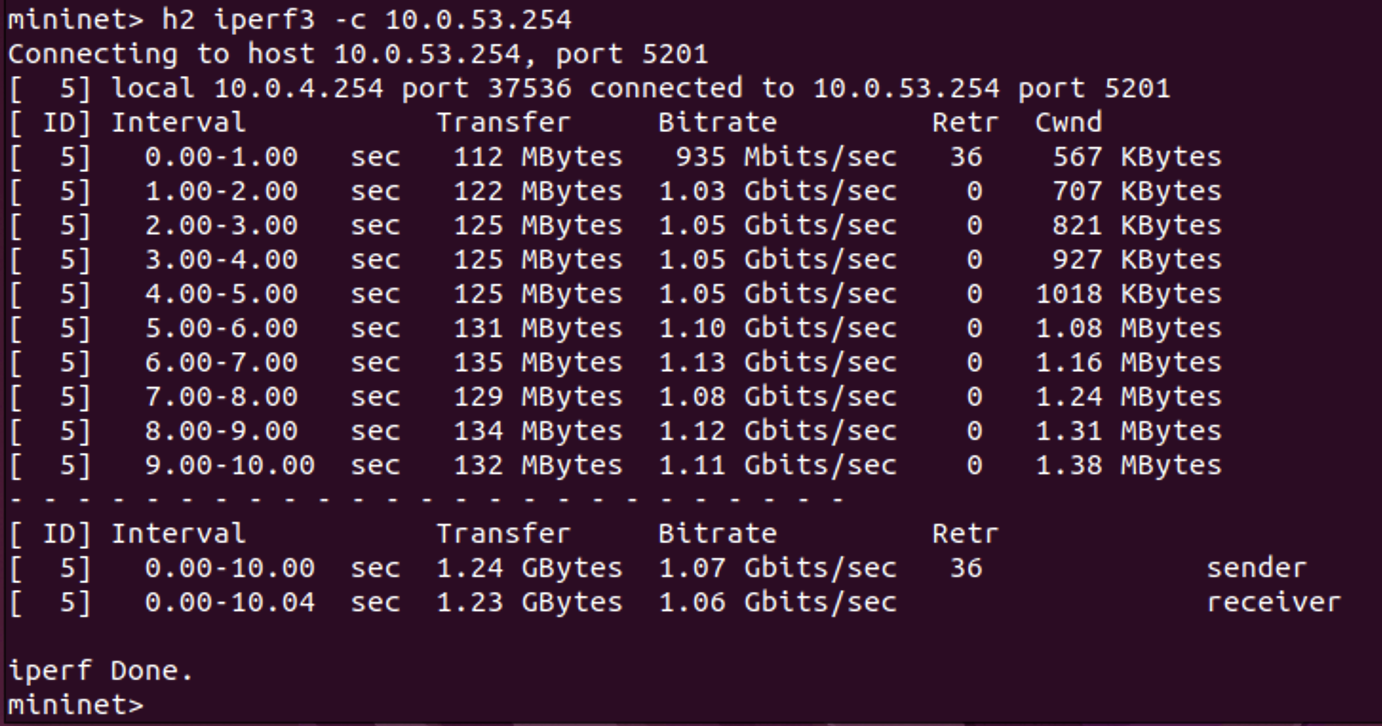 mininet> h2 iperf3 -c 10.0.53.254
Connecting to host 10.0.53.254, port 5201
[  5] local 10.0.4.254 port 37536 connected to 10.0.53.254 port 5201
[ ID] Interval           Transfer     Bitrate         Retr  Cwnd
[  5]   0.00-1.00   sec   112 MBytes   935 Mbits/sec   36    567 KBytes
[  5]   1.00-2.00   sec   122 MBytes  1.03 Gbits/sec    0    707 KBytes
[  5]   2.00-3.00   sec   125 MBytes  1.05 Gbits/sec    0    821 KBytes
[  5]   3.00-4.00   sec   125 MBytes  1.05 Gbits/sec    0    927 KBytes
[  5]   4.00-5.00   sec   125 MBytes  1.05 Gbits/sec    0   1018 KBytes
[  5]   5.00-6.00   sec   131 MBytes  1.10 Gbits/sec    0   1.08 MBytes
[  5]   6.00-7.00   sec   135 MBytes  1.13 Gbits/sec    0   1.16 MBytes
[  5]   7.00-8.00   sec   129 MBytes  1.08 Gbits/sec    0   1.24 MBytes
[  5]   8.00-9.00   sec   134 MBytes  1.12 Gbits/sec    0   1.31 MBytes
[  5]   9.00-10.00  sec   132 MBytes  1.11 Gbits/sec    0   1.38 MBytes
- - - - - - - - - - - - - - - - - - - - - - - - -
[ ID] Interval           Transfer     Bitrate         Retr
[  5]   0.00-10.00  sec  1.24 GBytes  1.07 Gbits/sec   36             sender
[  5]   0.00-10.04  sec  1.23 GBytes  1.06 Gbits/sec                  receiver
iperf Done.
mininet>